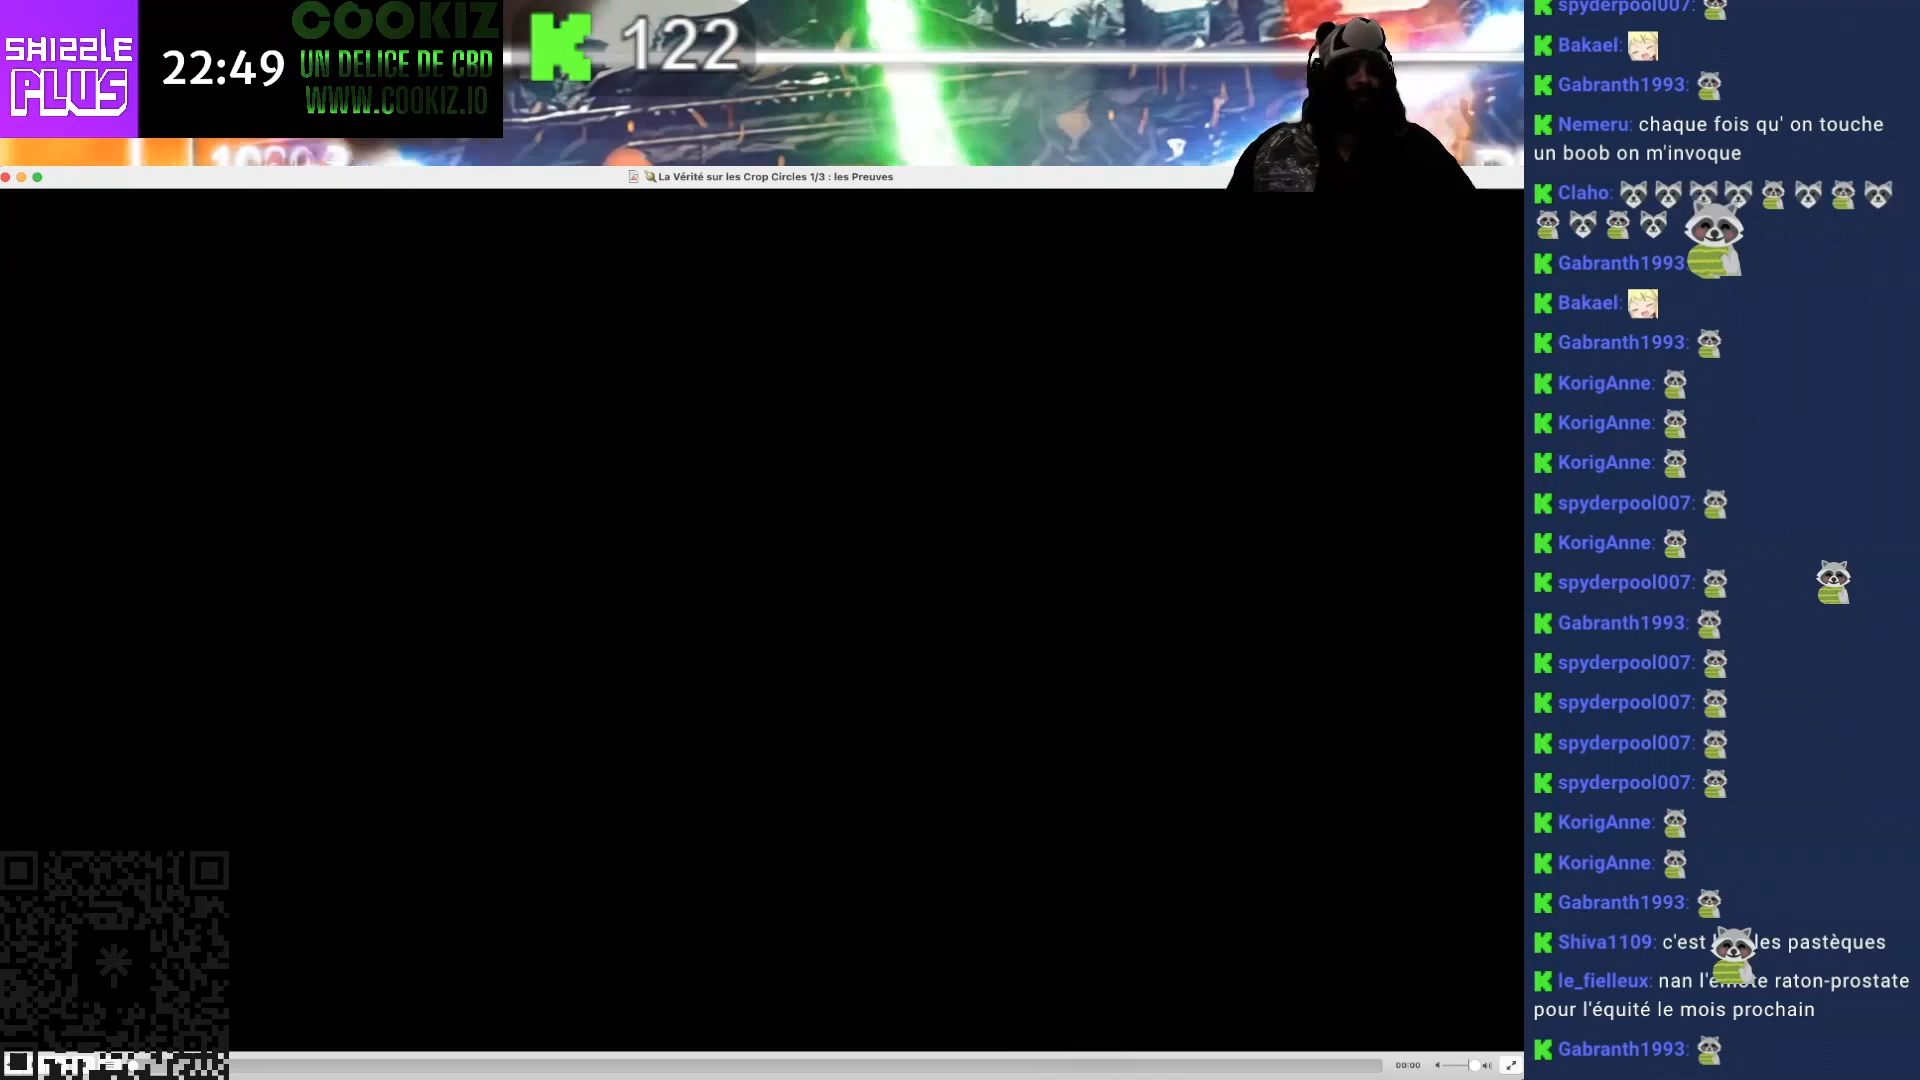 SHIZZLE
PLUS
22:49
COOKIZ
UN DELICE DE CBD
WWW.COOKIZ.IO
122
La Vérité sur les Crop Circles 1/3 : les Preuves
00:00
spyderpool007:
Bakael:
Gabranth1993:
Nemeru: chaque fois qu' on touche
un boob on m'invoque
Claho:
Gabranth1993
Bakael:
Gabranth1993:
KorigAnne:
KorigAnne:
KorigAnne:
spyderpool007:
KorigAnne:
spyderpool007:
Gabranth1993:
spyderpool007:
spyderpool007:
spyderpool007:
spyderpool007:
KorigAnne:
KorigAnne:
Gabranth1993:
Shiva1109: c'est les pastèques
le_fielleux: nan l'émote raton-prostate
pour l'équité le mois prochain
Gabranth1993: